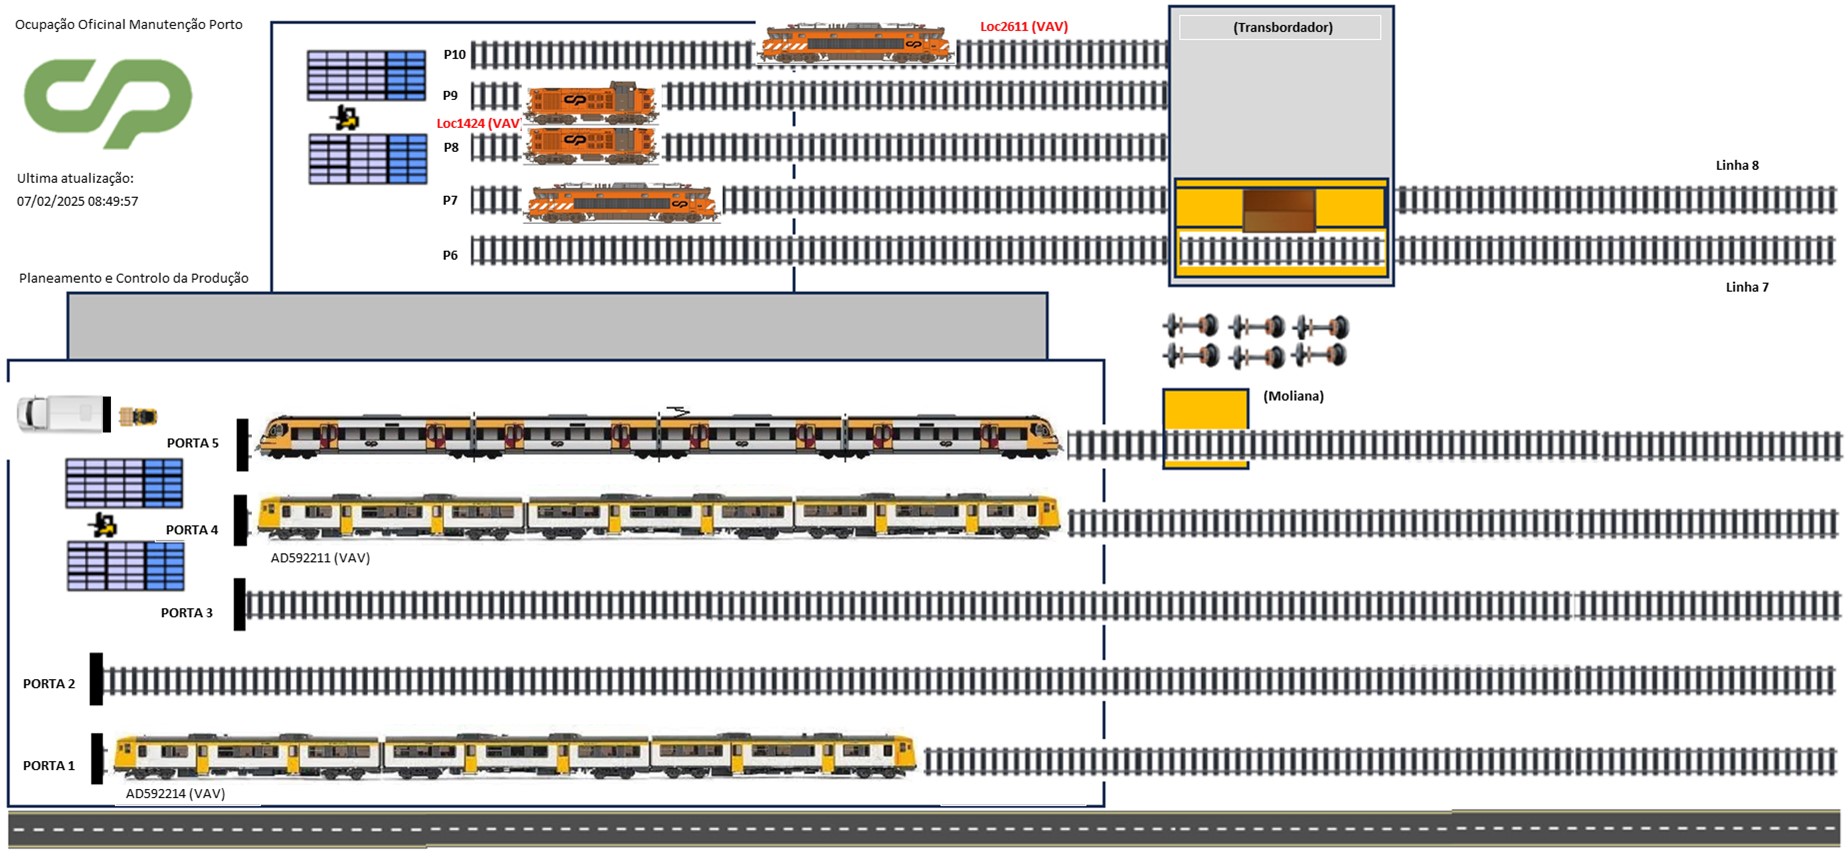 Ocupação Oficinal Manutenção Porto
Loc2611 (VAV)
(Transbordador)
P10
P9
Loc1424 (VAV)
P8
Linha 8
Ultima atualização:
07/02/2025 08:49:57
P7
P6
Planeamento e Controlo da Produção
Linha 7
(Moliana)
PORTA 5
PORTA 4
AD592211 (VAV)
PORTA 3
PORTA 2
PORTA 1
AD592214 (VAV)